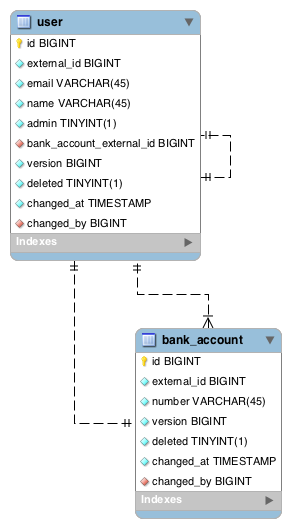 user
id BIGINT
external_id BIGINT
email VARCHAR(45)
name VARCHAR(45)
admin TINYINT(1)
bank_account_external_id BIGINT
version BIGINT
deleted TINYINT(1)
changed_at TIMESTAMP
changed_by BIGINT
Indexes
bank_account
id BIGINT
external_id BIGINT
number VARCHAR(45)
version BIGINT
deleted TINYINT(1)
changed_at TIMESTAMP
changed_by BIGINT
Indexes